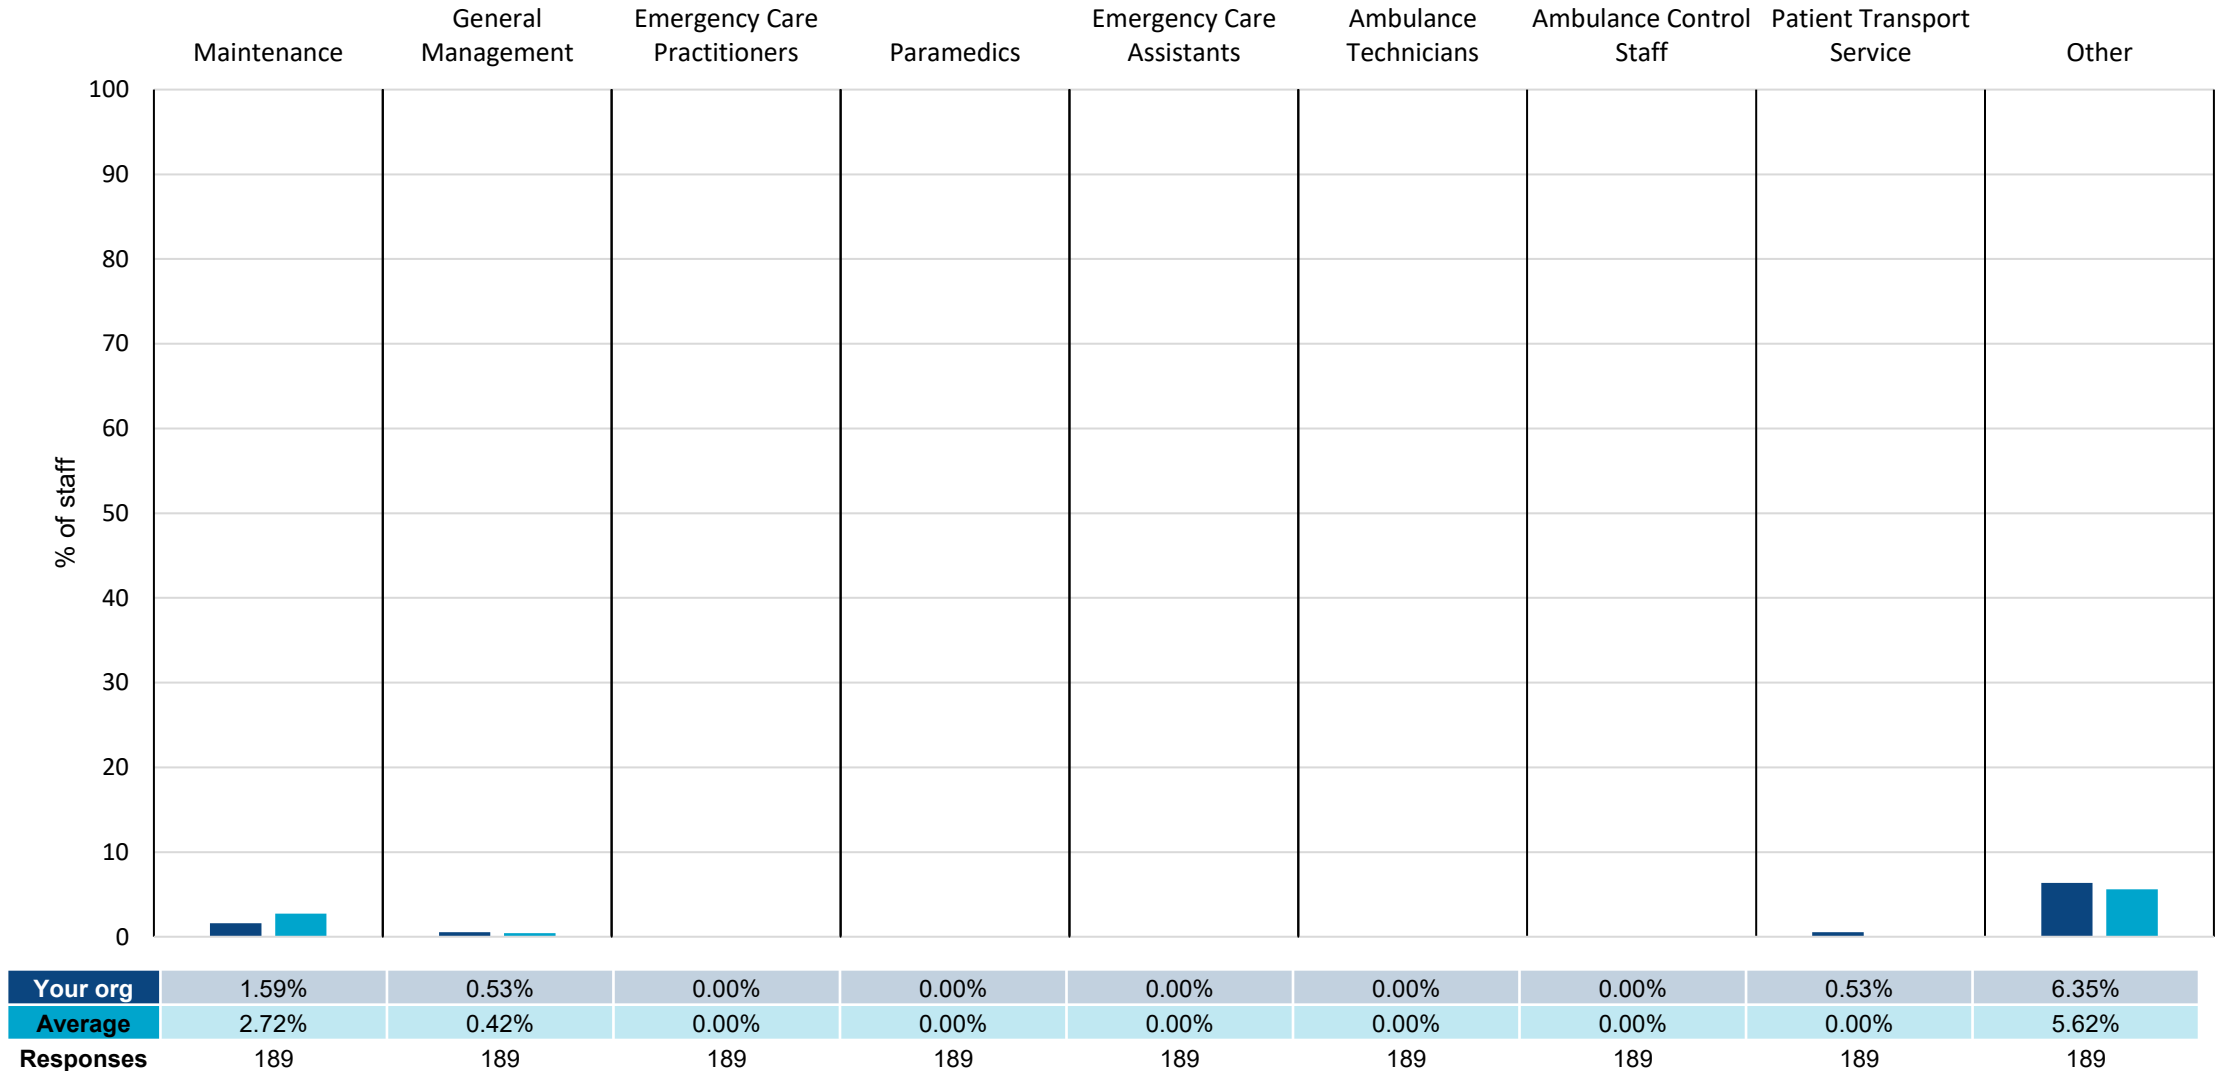 Maintenance
General
Management
Emergency Care
Practitioners
Paramedics
Emergency Care
Assistants
Ambulance
Technicians
Ambulance Control
Staff
Patient Transport
Service
Other
% of staff
100
90
80
70
60
50
40
30
20
10
0
Your org 1.59% 0.53% 0.00% 0.00% 0.00% 0.00% 0.00% 0.53% 6.35%
Average 2.72% 0.42% 0.00% 0.00% 0.00% 0.00% 0.00% 0.00% 5.62%
Responses 189 189 189 189 189 189 189 189 189